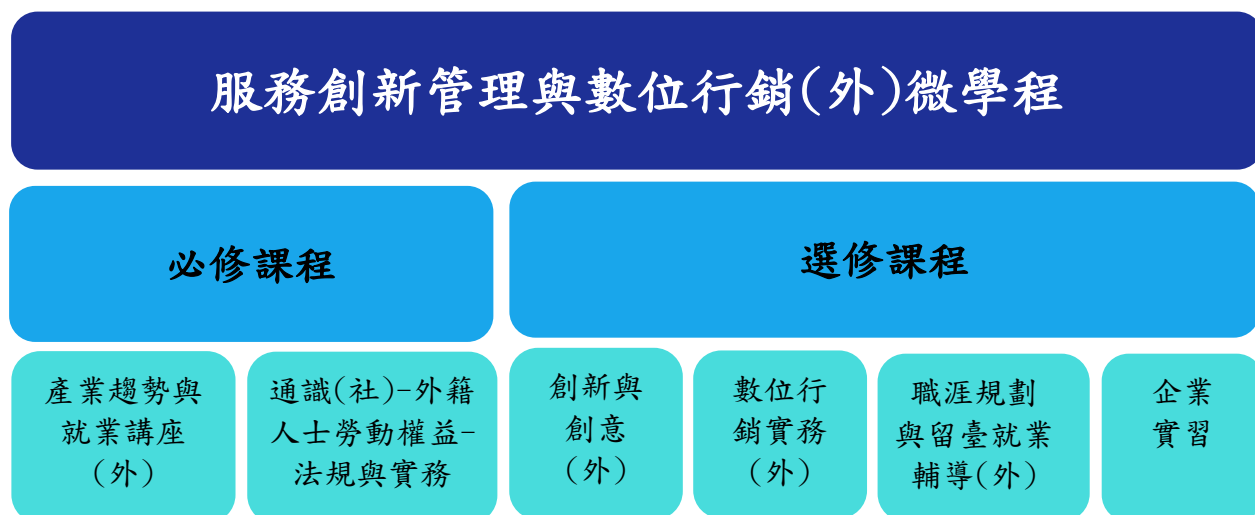 服務創新管理與數位行銷(外)微學程
必修課程
選修課程
產業趨勢與
就業講座
(外)
通識(社)-外籍
人士勞動權益-
法規與實務
創新與
創意
(外)
數位行
銷實務
(外)
職涯規劃
與留臺就業
輔導(外)
企業
實習